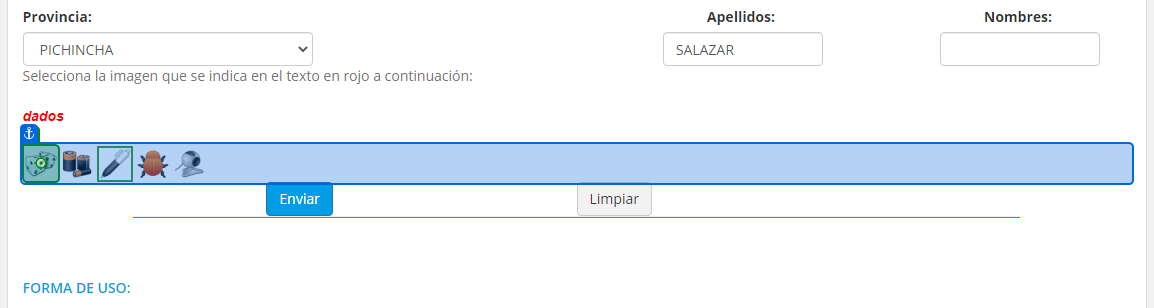 Provincia: Apellidos: Nombres:
PICHINCHA SALAZAR
Selecciona la imagen que se indica en el texto en rojo a continuación:
dados
Enviar Limpiar
FORMA DE USO: